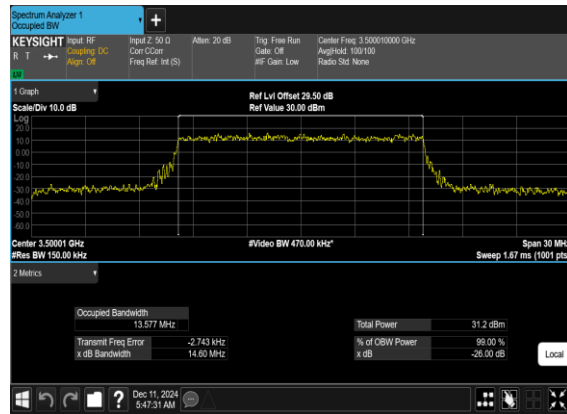 Spectrum Analyzer 1
Occupied BW
+
KEYSIGHT Input: RF Input Z: 50 Ω Atten: 20 dB Trig: Free Run Center Freq: 3.500010000 GHz
R T Coupling: DC Corr CCorr Gate: Off Avg|Hold: 100/100
Align: Off Freq Ref: Int (S) #IF Gain: Low Radio Std: None
1 Graph
Ref Lvl Offset 29.50 dB
Scale/Div 10.0 dB Ref Value 30.00 dBm
Log
20.0
10.0
0.00
-10.0
-20.0
-30.0
-40.0
-50.0
-60.0
Center 3.50001 GHz #Video BW 470.00 kHz* Span 30 MHz
#Res BW 150.00 kHz Sweep 1.67 ms (1001 pts)
2 Metrics
Occupied Bandwidth
13.577 MHz Total Power 31.2 dBm
Transmit Freq Error -2.743 kHz % of OBW Power 99.00 %
x dB Bandwidth 14.60 MHz x dB -26.00 dB
Local
? Dec 11, 2024
5:47:31 AM